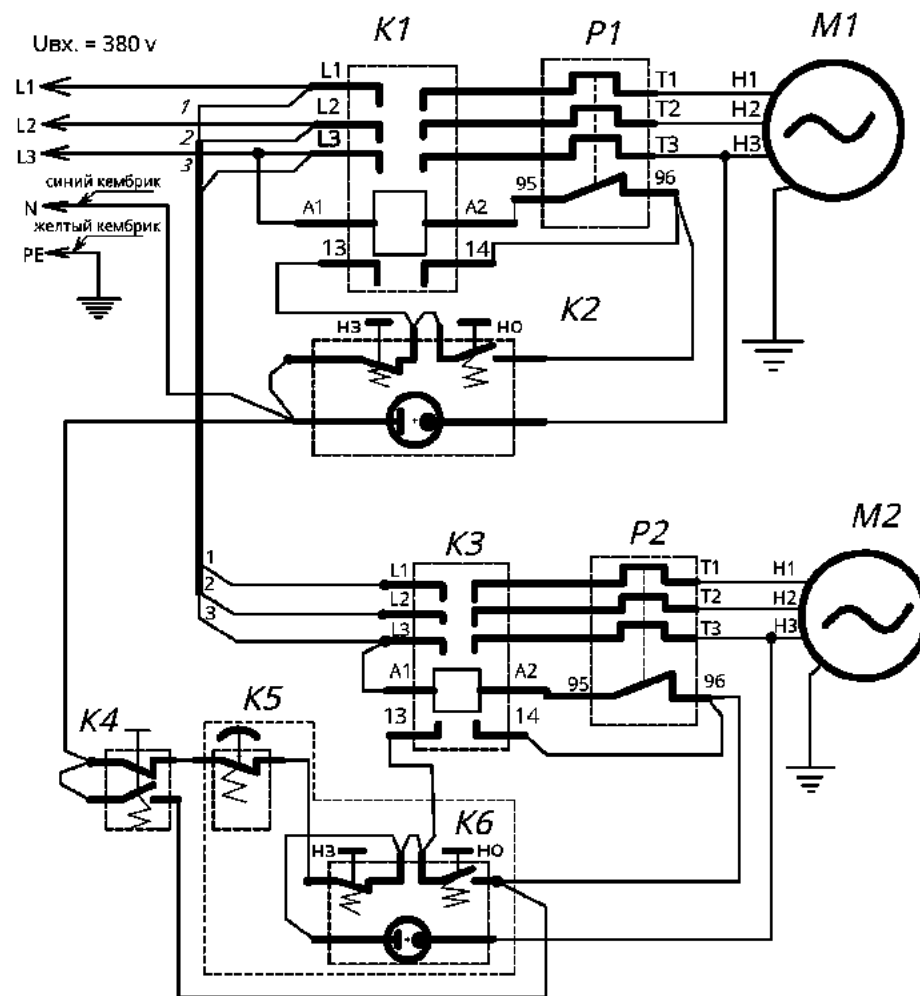 K1
P1
M1
Uвх. = 380 v
L1
L1
T1
H1
1
L2
L2
T2
H2
2
L3
L3
T3
H3
3
синий кембрик
95
96
N
A1
A2
желтый кембрик
13
14
PE
K2
НЗ
НО
+
M2
K3
P2
1
L1
T1
H1
2
L2
T2
H2
3
L3
T3
H3
A1
A2
95
96
K4
K5
13
14
K6
НЗ
НО
+